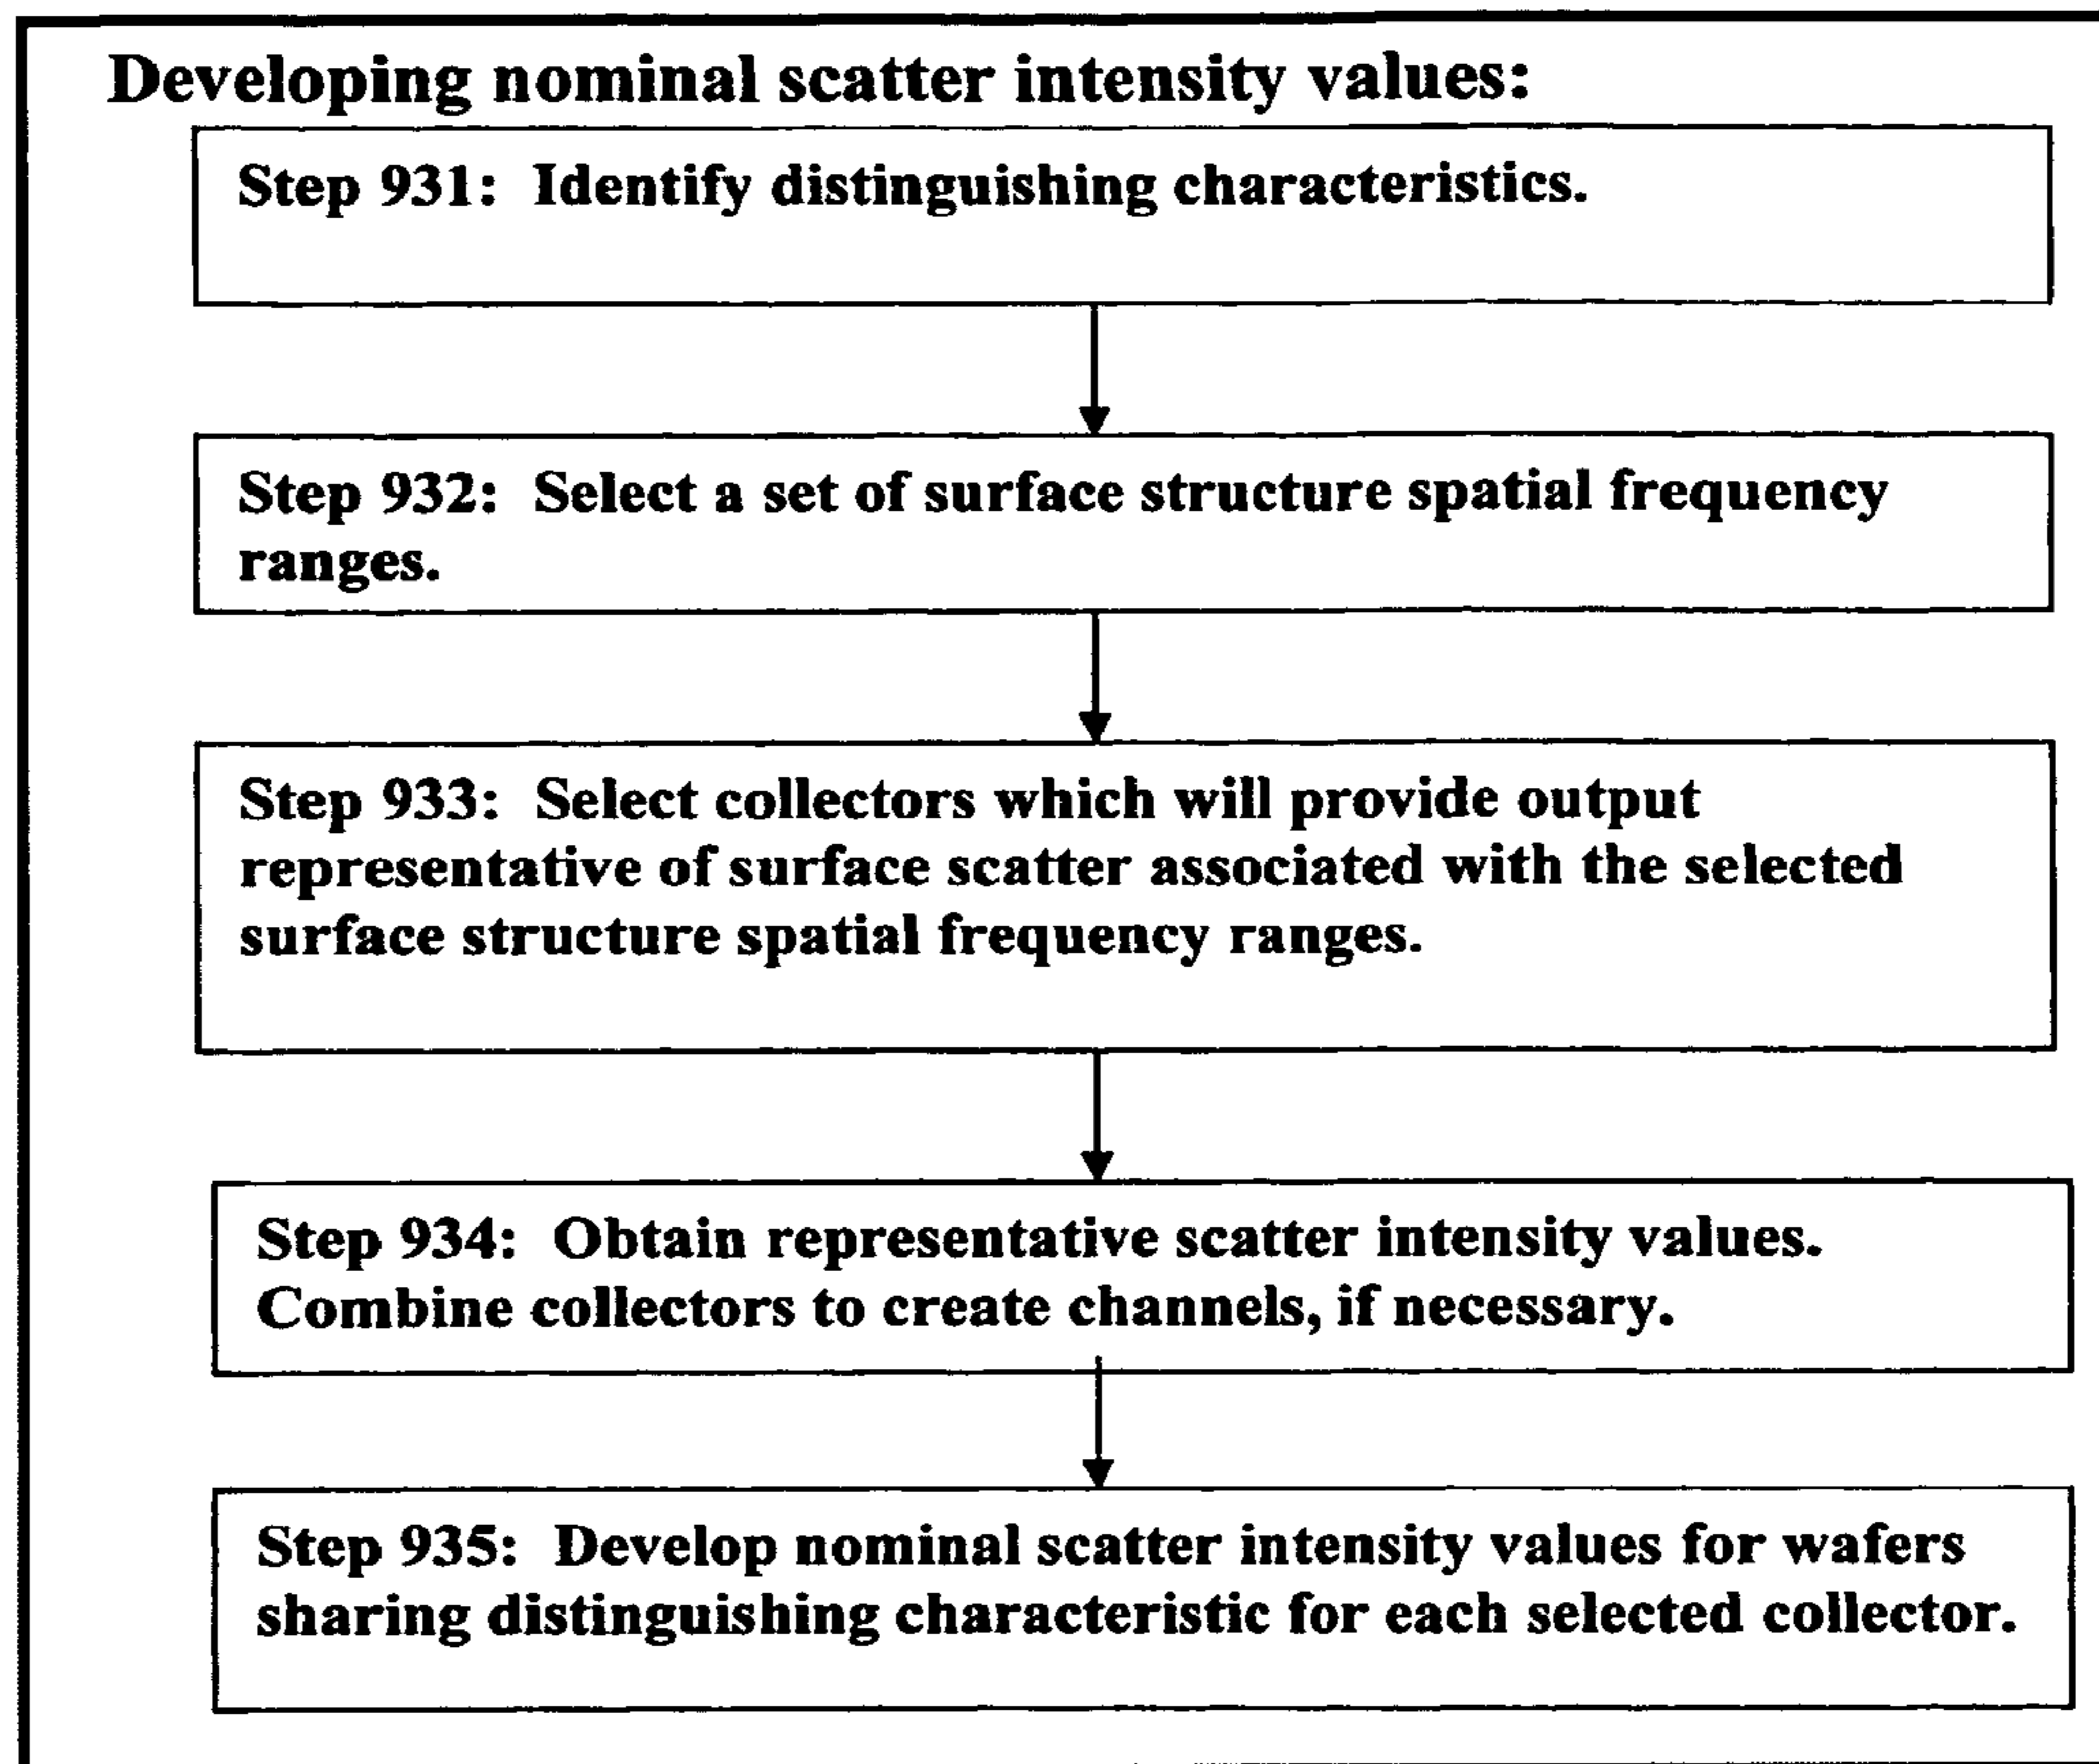 Developing nominal scatter intensity values:
Step 931: Identify distinguishing characteristics.
Step 932: Select a set of surface structure spatial frequency
ranges.
Step 933: Select collectors which will provide output
representative of surface scatter associated with the selected
surface structure spatial frequency ranges.
Step 934: Obtain representative scatter intensity values.
Combine collectors to create channels, if necessary.
Step 935: Develop nominal scatter intensity values for wafers
sharing distinguishing characteristic for each selected collector.